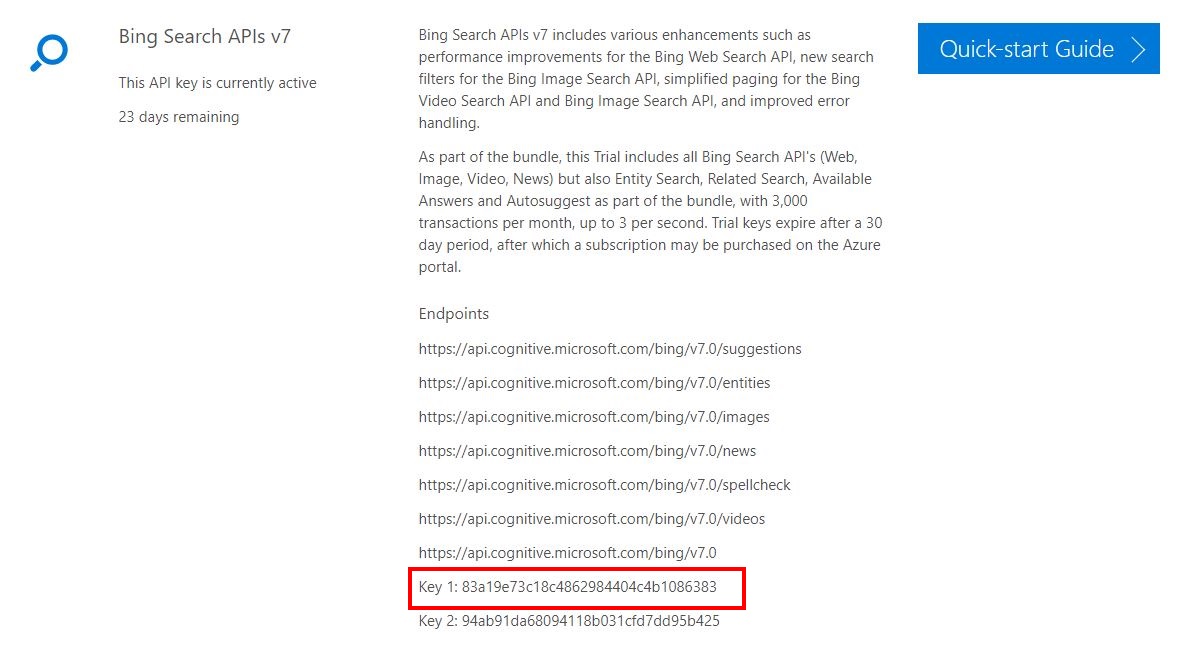 Bing Search APIs v7
This API key is currently active
23 days remaining
Bing Search APIs v7 includes various enhancements such as
performance improvements for the Bing Web Search API, new search
filters for the Bing Image Search API, simplified paging for the Bing
Video Search API and Bing Image Search API, and improved error
handling.
As part of the bundle, this Trial includes all Bing Search API's (Web,
Image, Video, News) but also Entity Search, Related Search, Available
Answers and Autosuggest as part of the bundle, with 3,000
transactions per month, up to 3 per second. Trial keys expire after a 30
day period, after which a subscription may be purchased on the Azure
portal.
Endpoints
https://api.cognitive.microsoft.com/bing/v7.0/suggestions
https://api.cognitive.microsoft.com/bing/v7.0/entities
https://api.cognitive.microsoft.com/bing/v7.0/images
https://api.cognitive.microsoft.com/bing/v7.0/news
https://api.cognitive.microsoft.com/bing/v7.0/spellcheck
https://api.cognitive.microsoft.com/bing/v7.0/videos
https://api.cognitive.microsoft.com/bing/v7.0
Key 1: 83a19e73c18c4862984404c4b1086383
Key 2: 94ab91da68094118b031cfd7dd95b425
Quick-start Guide